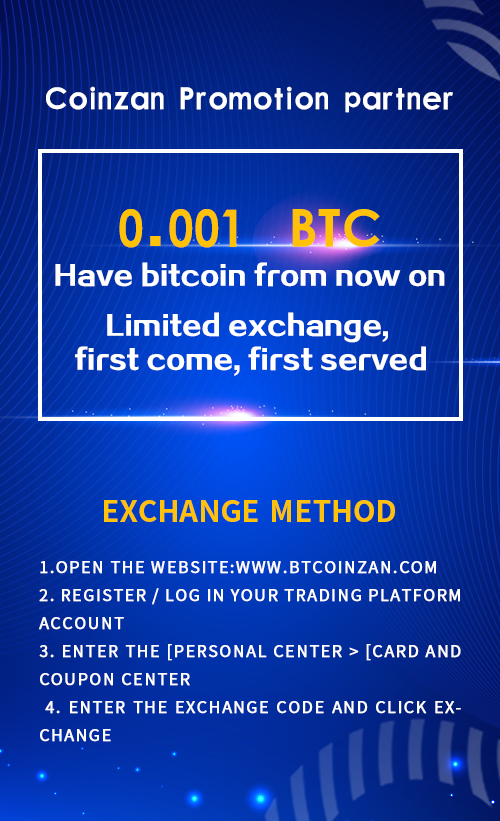 Coinzan Promotion partner
0.001 BTC
Have bitcoin from now on
Limited exchange,
first come, first served
EXCHANGE METHOD
1.OPEN THE WEBSITE:WWW.BTCOINZAN.COM
2. REGISTER / LOG IN YOUR TRADING PLATFORM
ACCOUNT
3. ENTER THE [PERSONAL CENTER > [CARD AND
COUPON CENTER
4. ENTER THE EXCHANGE CODE AND CLICK EX-
CHANGE